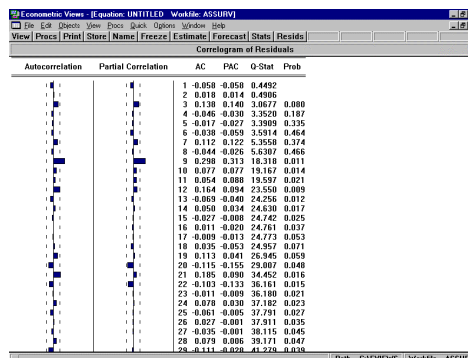 Econometric Views - [Equation: UNTITLED Workfile: ASSURV]
File Edit Objects View Procs Quick Options Window Help
View Procs Print Store Name Freeze Estimate Forecast Stats Resids
Correlogram of Residuals
Autocorrelation Partial Correlation AC PAC Q-Stat Prob
1 -0.058 -0.058 0.4492
2 0.018 0.014 0.4906
3 0.138 0.140 3.0677 0.080
4 -0.046 -0.030 3.3520 0.187
5 -0.017 -0.027 3.3909 0.335
6 -0.038 -0.059 3.5914 0.464
7 0.112 0.122 5.3558 0.374
8 -0.044 -0.026 5.6307 0.466
9 0.298 0.313 18.318 0.011
10 0.077 0.077 19.167 0.014
11 0.054 0.088 19.597 0.021
12 0.164 0.094 23.550 0.009
13 -0.069 -0.040 24.256 0.012
14 0.050 0.034 24.630 0.017
15 -0.027 -0.008 24.742 0.025
16 0.011 -0.020 24.761 0.037
17 -0.009 -0.013 24.773 0.053
18 0.035 -0.053 24.957 0.071
19 0.113 0.041 26.945 0.059
20 -0.115 -0.155 29.007 0.048
21 0.185 0.090 34.452 0.016
22 -0.103 -0.133 36.161 0.015
23 -0.011 -0.009 36.180 0.021
24 0.078 0.030 37.182 0.023
25 -0.061 -0.005 37.791 0.027
26 0.027 -0.001 37.911 0.035
27 -0.035 -0.001 38.115 0.045
28 0.079 0.006 39.171 0.047
29 -0.111 -0.028 41.279 0.039